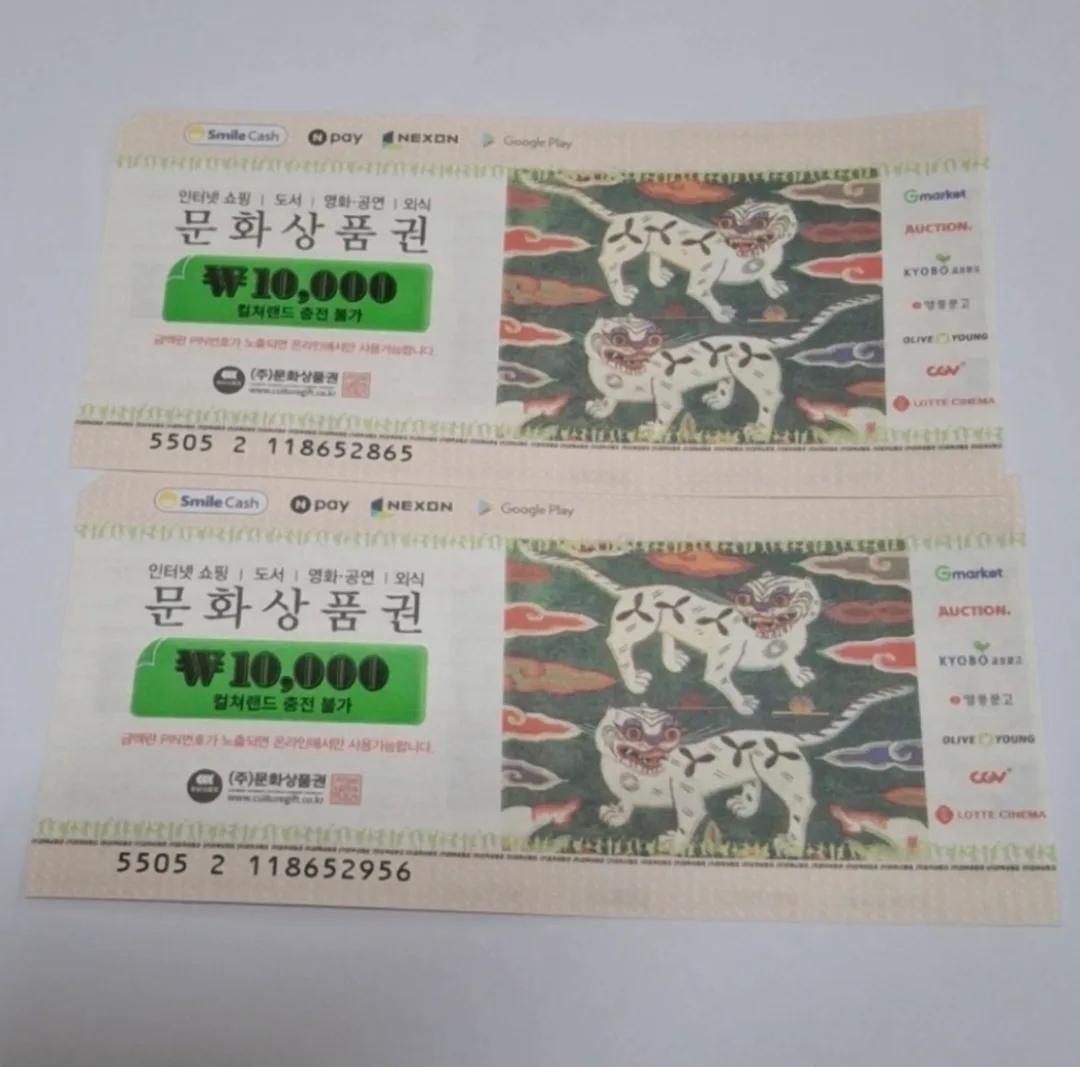 Smile Cash N pay NEXON Google Play
인터넷 쇼핑 | 도서 | 영화·공연 | 외식
문화상품권
₩10,000
컬쳐랜드 충전 불가
금액란 PIN번호가 노출되면 온라인에서만 사용가능합니다.
(주)문화상품권
www.culturegift.co.kr
Gmarket
AUCTION.
KYOBO 교보문고
영풍문고
OLIVE YOUNG
CGV
LOTTE CINEMA
5505 2 118652865
Smile Cash N pay NEXON Google Play
인터넷 쇼핑 | 도서 | 영화·공연 | 외식
문화상품권
₩10,000
컬쳐랜드 충전 불가
금액란 PIN번호가 노출되면 온라인에서만 사용가능합니다.
(주)문화상품권
www.culturegift.co.kr
Gmarket
AUCTION.
KYOBO 교보문고
영풍문고
OLIVE YOUNG
CGV
LOTTE CINEMA
5505 2 118652956